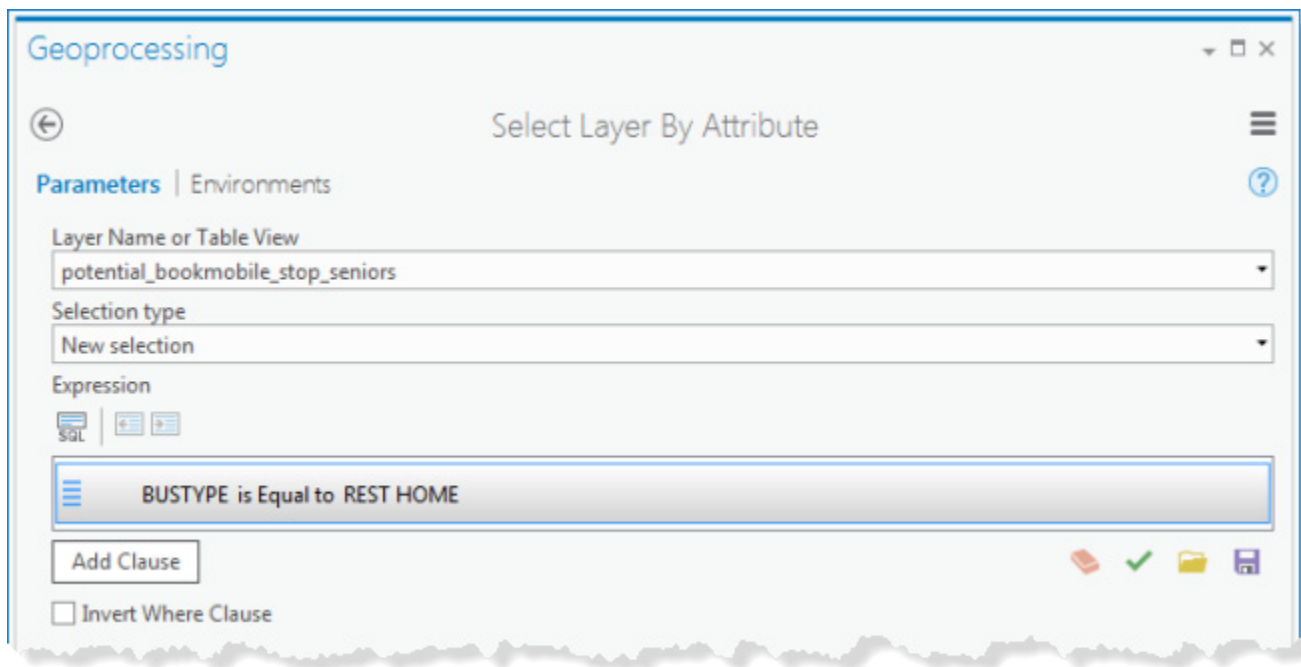 Geoprocessing
Select Layer By Attribute
Parameters | Environments
Layer Name or Table View
potential_bookmobile_stop_seniors
Selection type
New selection
Expression
SQL
BUSTYPE is Equal to REST HOME
Add Clause
Invert Where Clause